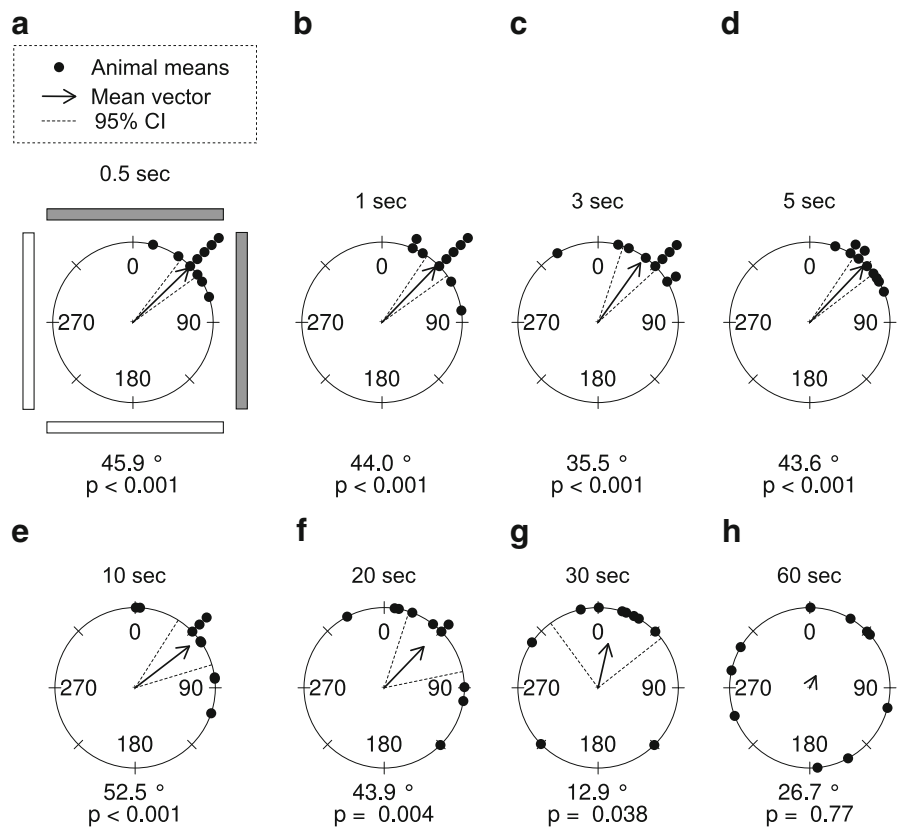 a
b
c
d
Animal means
Mean vector
95% CI
0.5 sec
1 sec
3 sec
5 sec
0
0
0
0
270
90
270
90
270
90
270
90
180
180
180
180
45.9 °
44.0 °
35.5 °
43.6 °
p < 0.001
p < 0.001
p < 0.001
p < 0.001
e
f
g
h
10 sec
20 sec
30 sec
60 sec
0
0
0
0
270
90
270
90
270
90
270
90
180
180
180
180
52.5 °
43.9 °
12.9 °
26.7 °
p < 0.001
p = 0.004
p = 0.038
p = 0.77